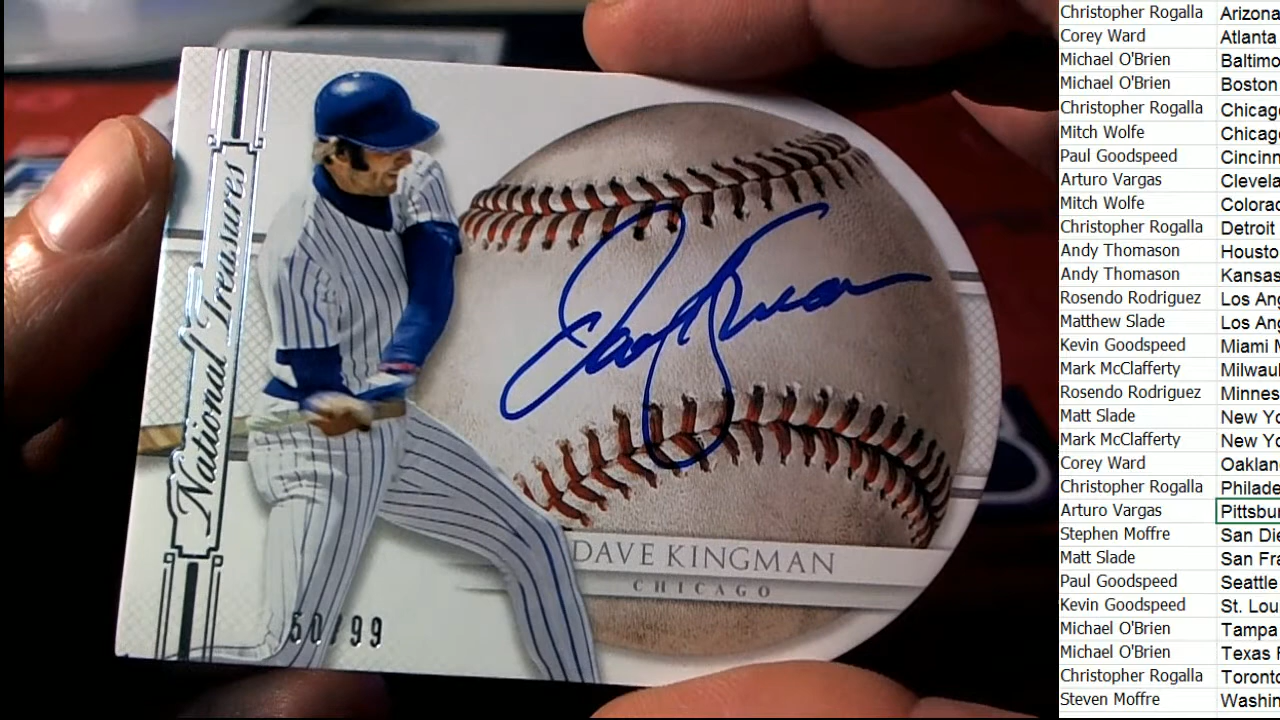 National Treasures
Dave Kingman
DAVE KINGMAN
CHICAGO
50/99
Christopher Rogalla Arizona
Corey Ward Atlanta
Michael O'Brien Baltimo
Michael O'Brien Boston
Christopher Rogalla Chicago
Mitch Wolfe Chicag
Paul Goodspeed Cincinn
Arturo Vargas Clevela
Mitch Wolfe Colorad
Christopher Rogalla Detroit
Andy Thomason Housto
Andy Thomason Kansas
Rosendo Rodriguez Los Ang
Matthew Slade Los Ang
Kevin Goodspeed Miami M
Mark McClafferty Milwau
Rosendo Rodriguez Minnes
Matt Slade New Yo
Mark McClafferty New Yo
Corey Ward Oaklan
Christopher Rogalla Philade
Arturo Vargas Pittsbur
Stephen Moffre San Die
Matt Slade San Fra
Paul Goodspeed Seattle
Kevin Goodspeed St. Lou
Michael O'Brien Tampa
Michael O'Brien Texas R
Christopher Rogalla Toronto
Steven Moffre Washin